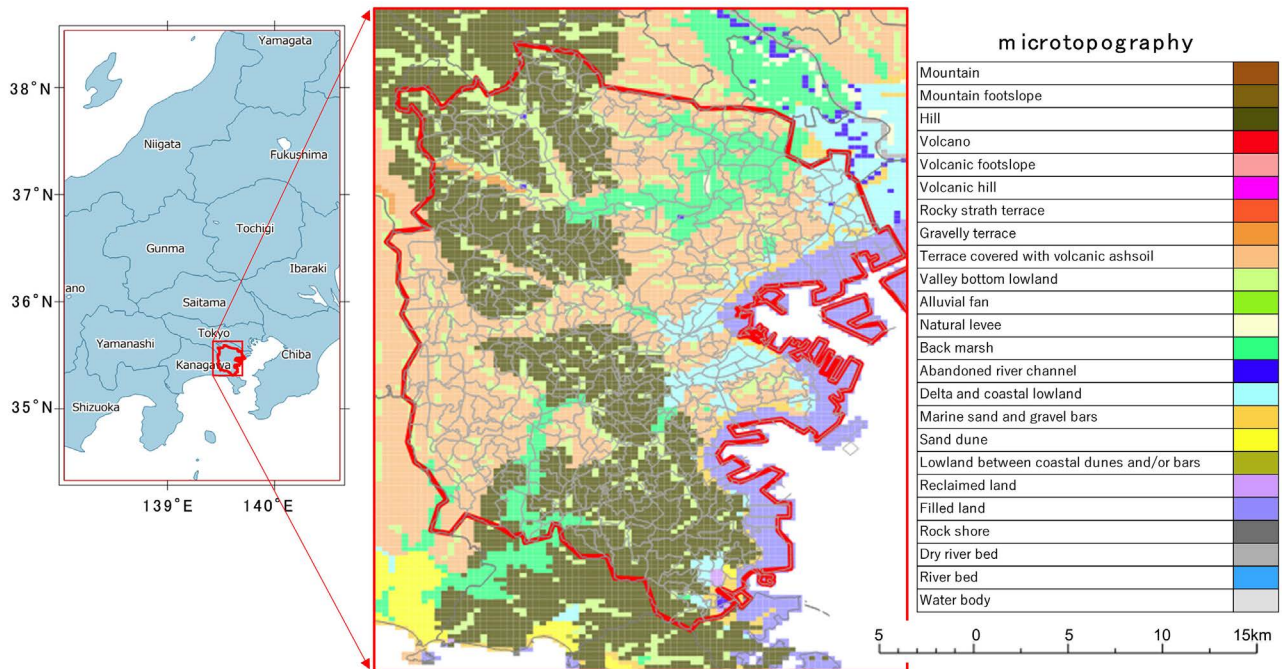 Yamagata
38°N
Niigata
Fukushima
37°N
Tochigi
Gunma
Ibaraki
ano
36°N
Saitama
Tokyo
Yamanashi
Chiba
Kanagawa
Shizuoka
35°N
139°E
140°E
microtopography
Mountain
Mountain footslope
Hill
Volcano
Volcanic footslope
Volcanic hill
Rocky strath terrace
Gravelly terrace
Terrace covered with volcanic ashsoil
Valley bottom lowland
Alluvial fan
Natural levee
Back marsh
Abandoned river channel
Delta and coastal lowland
Marine sand and gravel bars
Sand dune
Lowland between coastal dunes and/or bars
Reclaimed land
Filled land
Rock shore
Dry river bed
River bed
Water body
5 0 5 10 15km